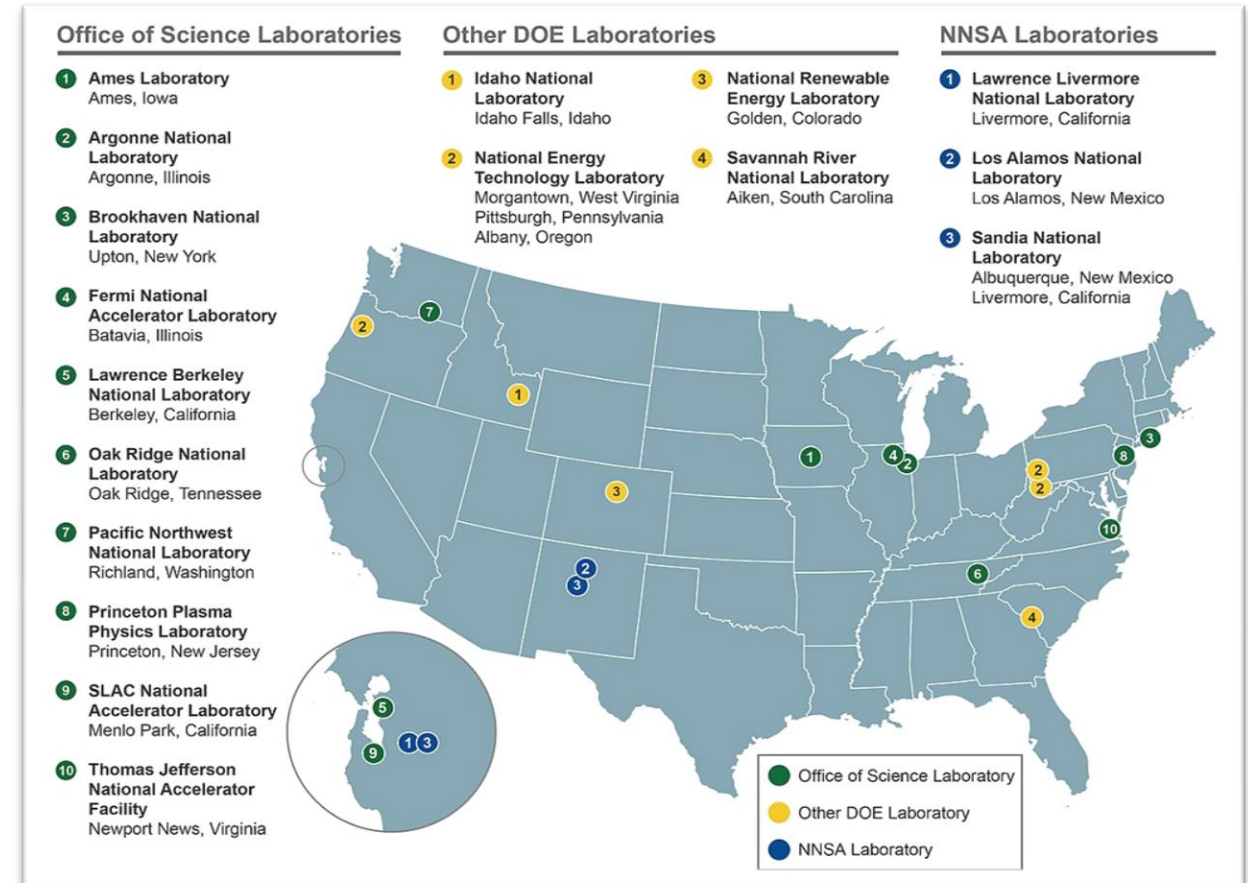 Office of Science Laboratories
1 Ames Laboratory
Ames, Iowa
2 Argonne National
Laboratory
Argonne, Illinois
3 Brookhaven National
Laboratory
Upton, New York
4 Fermi National
Accelerator Laboratory
Batavia, Illinois
5 Lawrence Berkeley
National Laboratory
Berkeley, California
6 Oak Ridge National
Laboratory
Oak Ridge, Tennessee
7 Pacific Northwest
National Laboratory
Richland, Washington
8 Princeton Plasma
Physics Laboratory
Princeton, New Jersey
9 SLAC National
Accelerator Laboratory
Menlo Park, California
10 Thomas Jefferson
National Accelerator
Facility
Newport News, Virginia
Other DOE Laboratories
1 Idaho National
Laboratory
Idaho Falls, Idaho
2 National Energy
Technology Laboratory
Morgantown, West Virginia
Pittsburgh, Pennsylvania
Albany, Oregon
3 National Renewable
Energy Laboratory
Golden, Colorado
4 Savannah River
National Laboratory
Aiken, South Carolina
NNSA Laboratories
1 Lawrence Livermore
National Laboratory
Livermore, California
2 Los Alamos National
Laboratory
Los Alamos, New Mexico
3 Sandia National
Laboratory
Albuquerque, New Mexico
Livermore, California
7
2
1
3
2
3
1
4
2
2
2
8
3
10
6
4
5
9
1
3
Office of Science Laboratory
Other DOE Laboratory
NNSA Laboratory